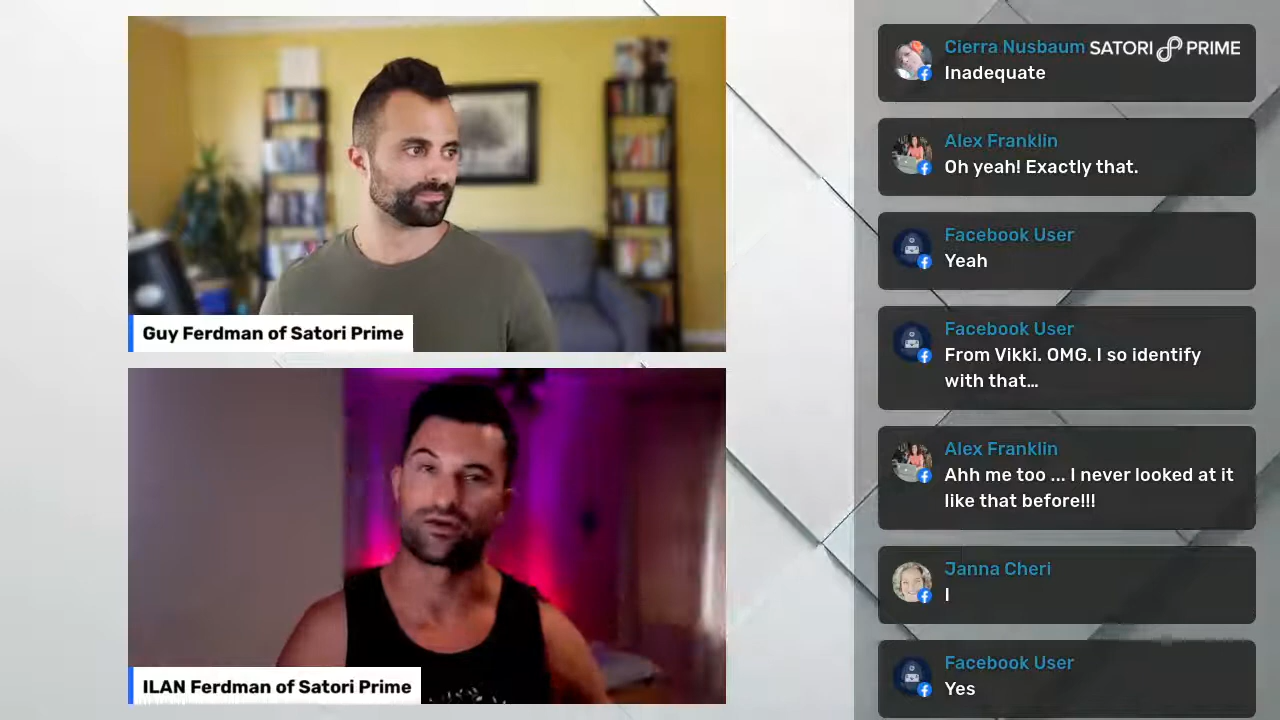 Guy Ferdman of Satori Prime
ILAN Ferdman of Satori Prime
Cierra Nusbaum
SATORI PRIME
Inadequate
Alex Franklin
Oh yeah! Exactly that.
Facebook User
Yeah
Facebook User
From Vikki. OMG. I so identify
with that...
Alex Franklin
Ahh me too ... I never looked at it
like that before!!!
Janna Cheri
I
Facebook User
Yes